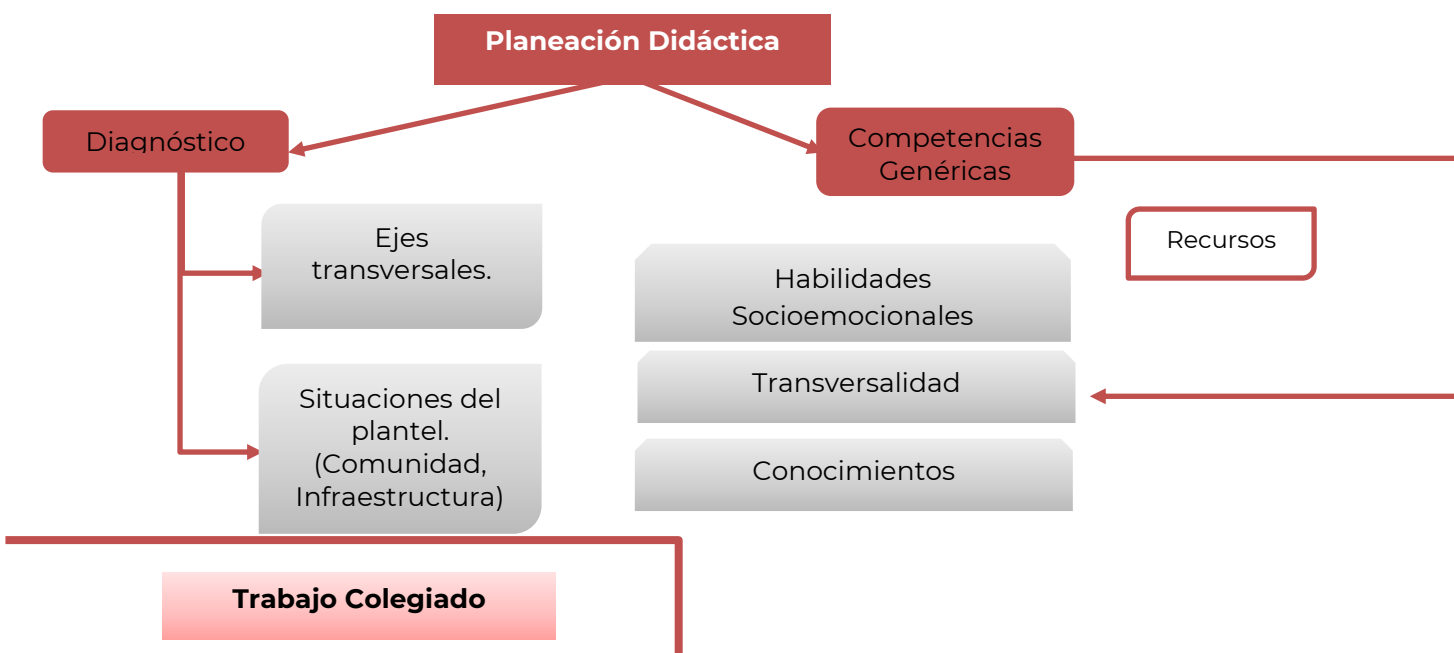 Planeación Didáctica
Diagnóstico
Competencias
Genéricas
Ejes
transversales.
Recursos
Habilidades
Socioemocionales
Transversalidad
Situaciones del
plantel.
(Comunidad,
Infraestructura)
Conocimientos
Trabajo Colegiado